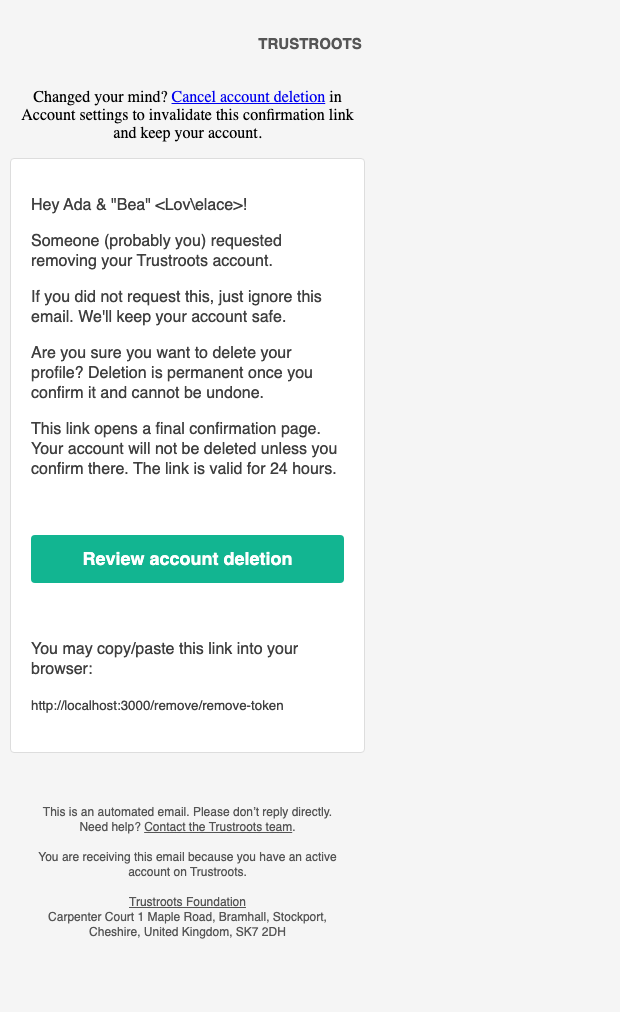 TRUSTROOTS
Changed your mind? Cancel account deletion in
Account settings to invalidate this confirmation link
and keep your account.
Hey Ada & "Bea" <Lov\elace>!
Someone (probably you) requested
removing your Trustroots account.
If you did not request this, just ignore this
email. We'll keep your account safe.
Are you sure you want to delete your
profile? Deletion is permanent once you
confirm it and cannot be undone.
This link opens a final confirmation page.
Your account will not be deleted unless you
confirm there. The link is valid for 24 hours.
Review account deletion
You may copy/paste this link into your
browser:
http://localhost:3000/remove/remove-token
This is an automated email. Please don’t reply directly.
Need help? Contact the Trustroots team.
You are receiving this email because you have an active
account on Trustroots.
Trustroots Foundation
Carpenter Court 1 Maple Road, Bramhall, Stockport,
Cheshire, United Kingdom, SK7 2DH